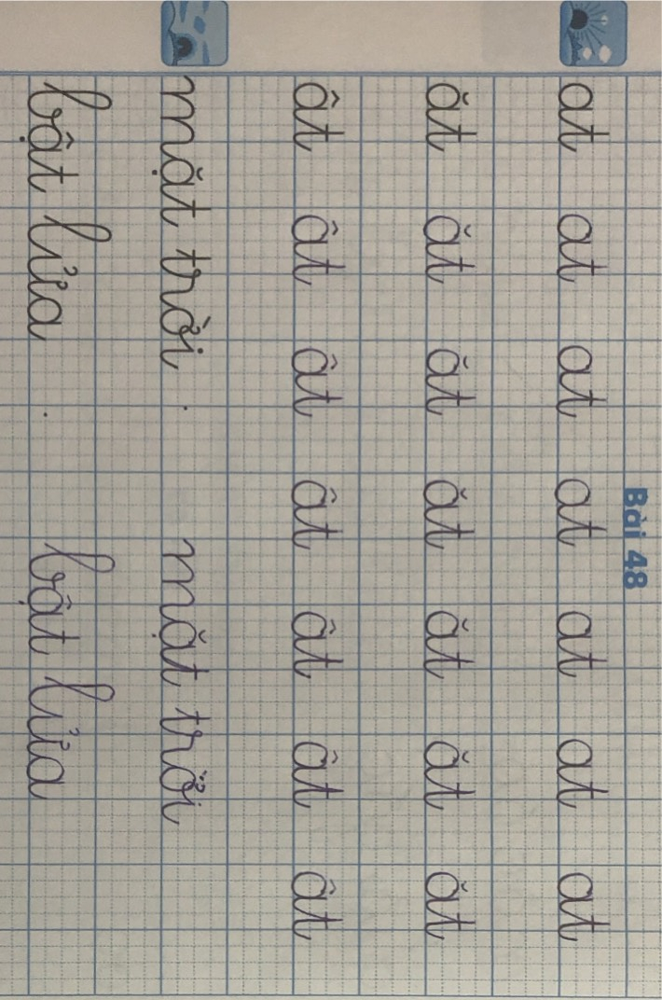 Bài 48
at at at at at at at
ăt ăt ăt ăt ăt ăt ăt
ât ât ât ât ât ât ât
mặt trời mặt trời
bật lửa bật lửa